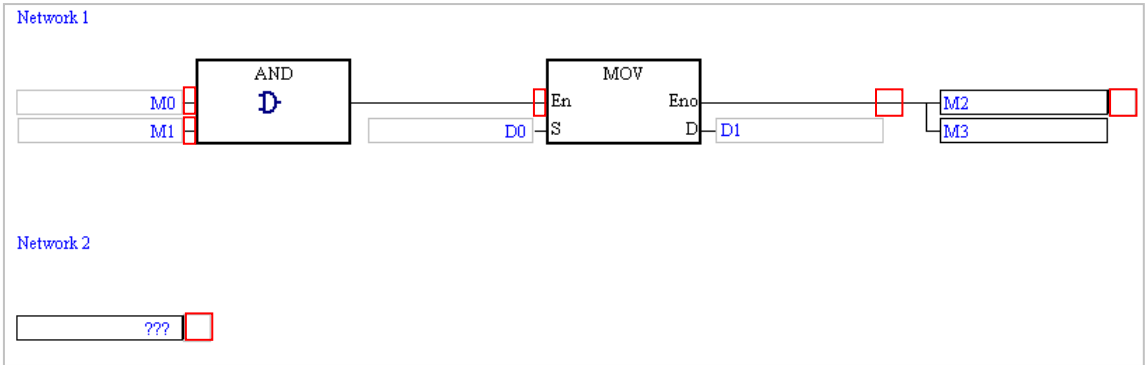 Network 1
AND MOV
M0 En Eno M2
M1 D0 S D D1 M3
Network 2
???